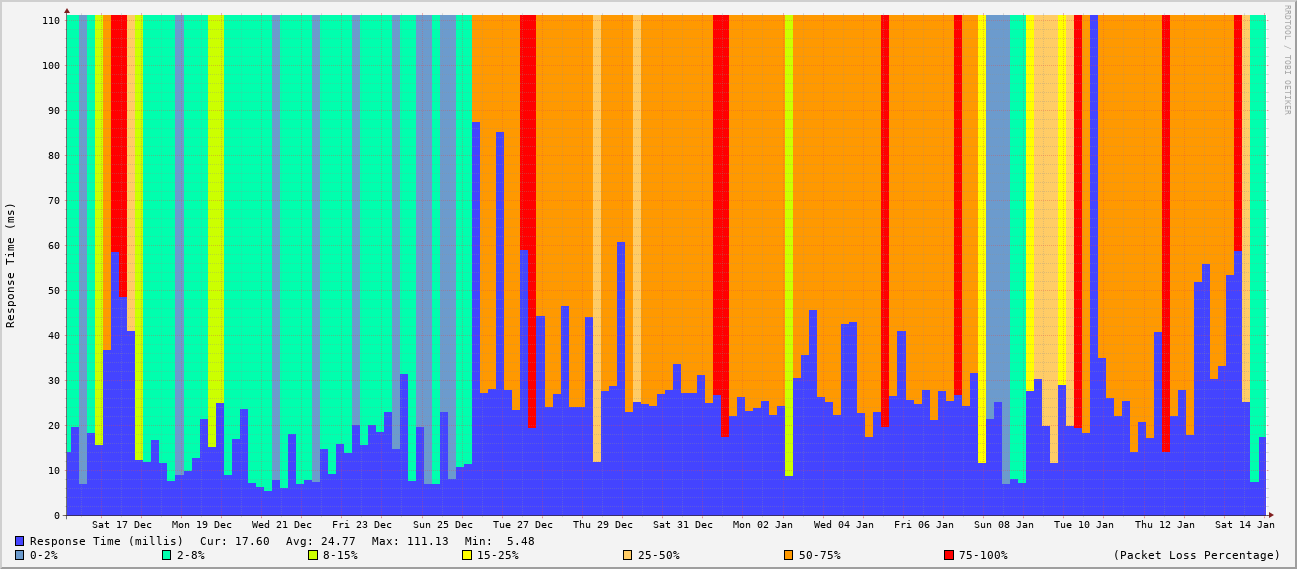 110
100
90
80
70
60
50
40
30
20
10
0
Response Time (ms)
RRDTOOL / TOBI OETIKER
Sat 17 Dec Mon 19 Dec Wed 21 Dec Fri 23 Dec Sun 25 Dec Tue 27 Dec Thu 29 Dec Sat 31 Dec Mon 02 Jan Wed 04 Jan Fri 06 Jan Sun 08 Jan Tue 10 Jan Thu 12 Jan Sat 14 Jan
Response Time (millis) Cur: 17.60 Avg: 24.77 Max: 111.13 Min: 5.48
0-2% 2-8% 8-15% 15-25% 25-50% 50-75% 75-100% (Packet Loss Percentage)